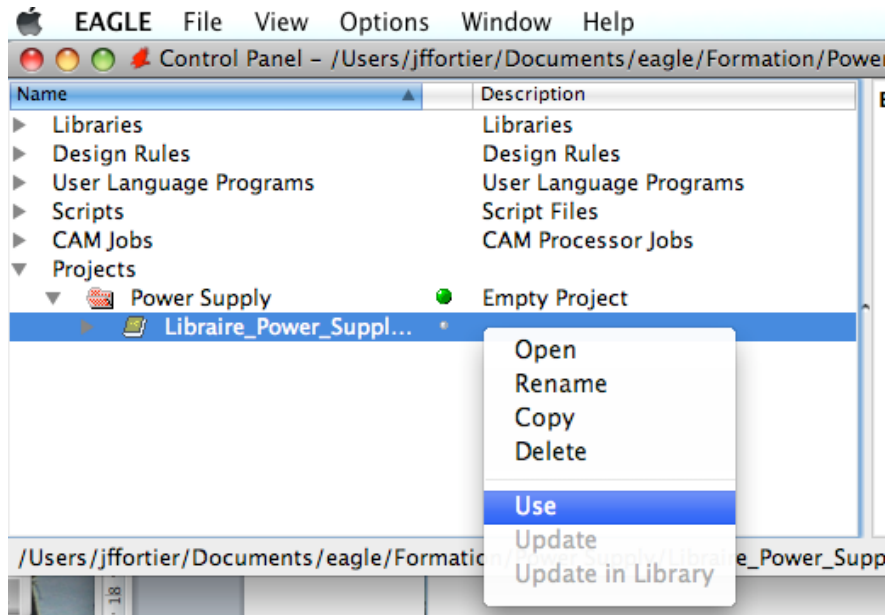 EAGLE File View Options Window Help
Control Panel – /Users/jffortier/Documents/eagle/Formation/Power
Name Description
Libraries Libraries
Design Rules Design Rules
User Language Programs User Language Programs
Scripts Script Files
CAM Jobs CAM Processor Jobs
Projects
Power Supply Empty Project
Libraire_Power_Suppl...
Open
Rename
Copy
Delete
Use
Update
Update in Library
/Users/jffortier/Documents/eagle/Formation/Power Supply/Libraire_Power_Supp
18